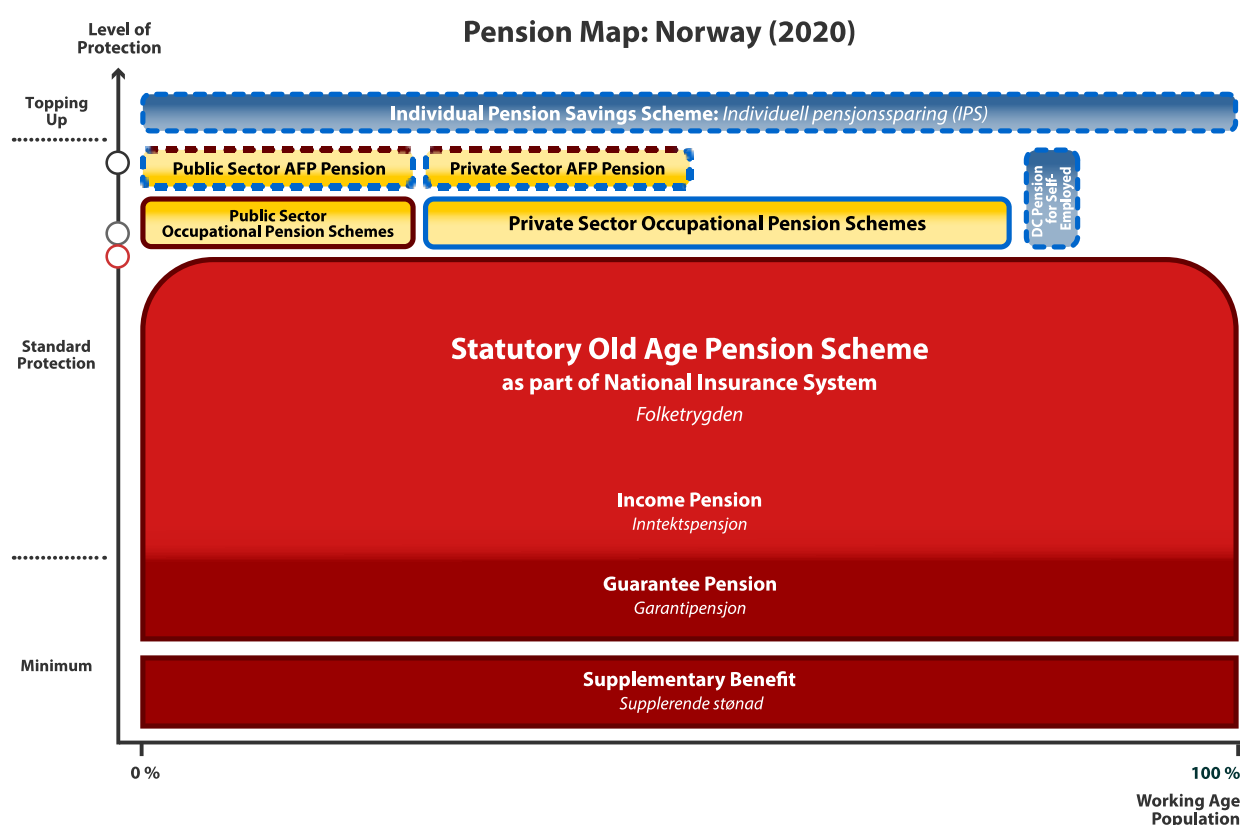 Pension Map: Norway (2020)
Level of
Protection
Topping
Up
Individual Pension Savings Scheme: Individuell pensjonssparing (IPS)
Public Sector AFP Pension
Private Sector AFP Pension
DC Pension
for Self-
Employed
Public Sector
Occupational Pension Schemes
Private Sector Occupational Pension Schemes
Standard
Protection
Statutory Old Age Pension Scheme
as part of National Insurance System
Folketrygden
Income Pension
Inntektspensjon
Guarantee Pension
Garantipensjon
Minimum
Supplementary Benefit
Supplerende stønad
0 %
100 %
Working Age
Population